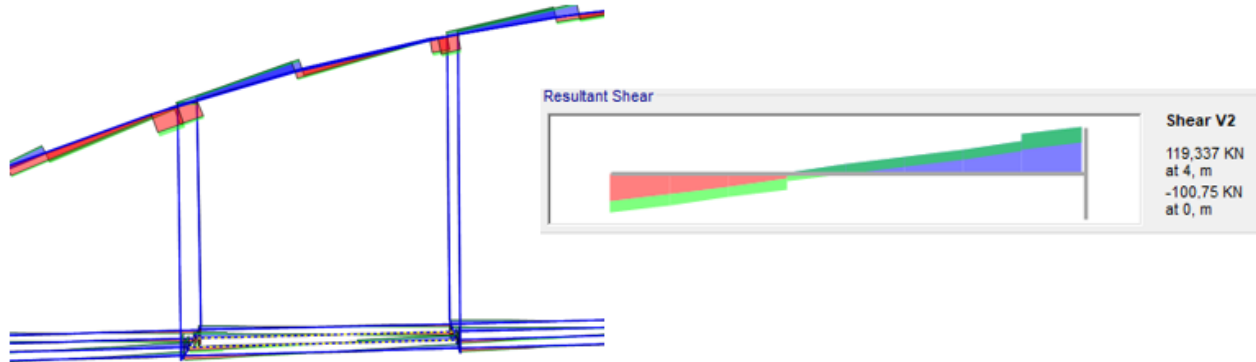 Resultant Shear
Shear V2
119,337 KN
at 4, m
-100,75 KN
at 0, m